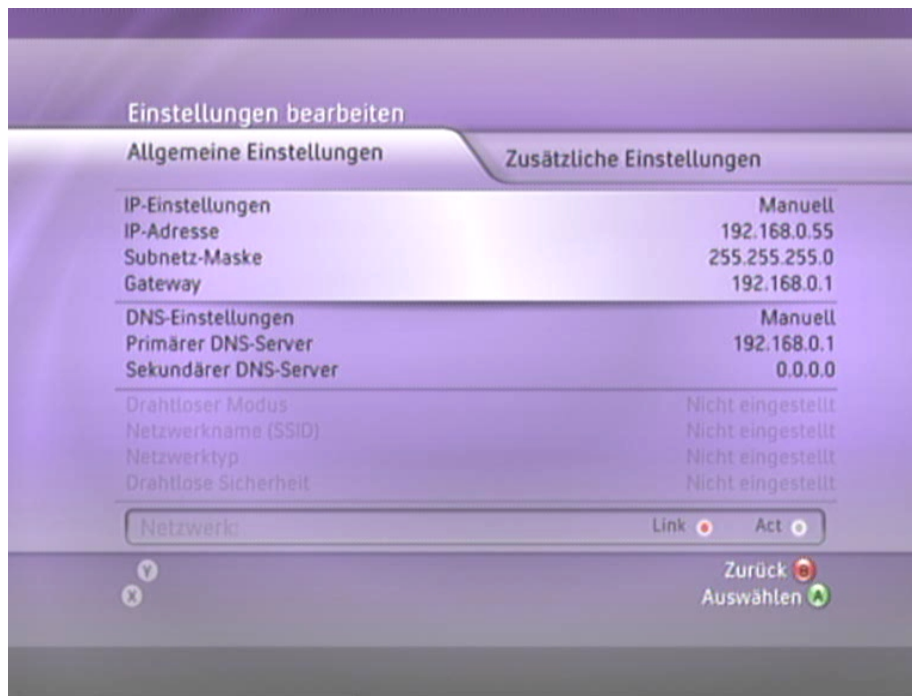 Einstellungen bearbeiten
Allgemeine Einstellungen Zusätzliche Einstellungen
IP-Einstellungen Manuell
IP-Adresse 192.168.0.55
Subnetz-Maske 255.255.255.0
Gateway 192.168.0.1
DNS-Einstellungen Manuell
Primärer DNS-Server 192.168.0.1
Sekundärer DNS-Server 0.0.0.0
Drahtloser Modus Nicht eingestellt
Netzwerkname (SSID) Nicht eingestellt
Netzwerktyp Nicht eingestellt
Drahtlose Sicherheit Nicht eingestellt
Netzwerk: Link Act
Y Zurück B
X Auswählen A